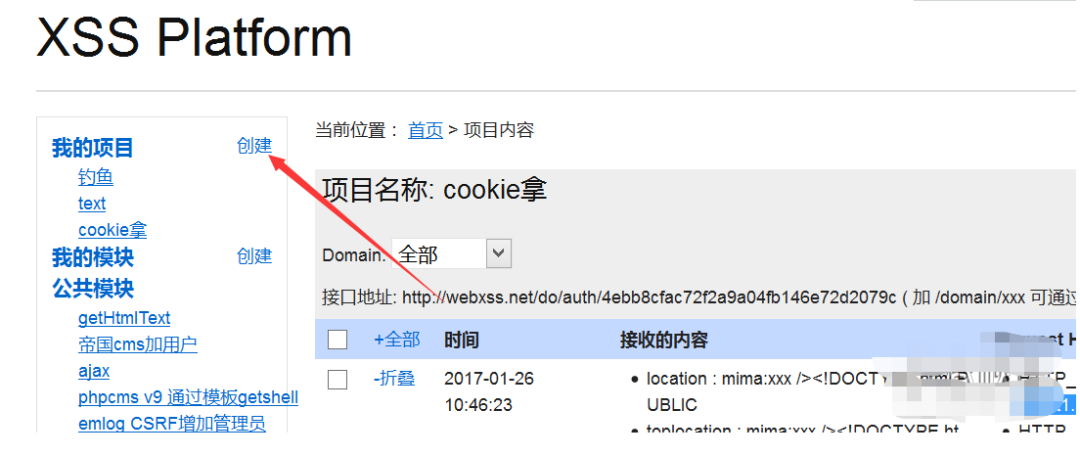 XSS Platform
我的项目 创建
钓鱼
text
cookie拿
我的模块 创建
公共模块
getHtmlText
帝国cms加用户
ajax
phpcms v9 通过模板getshell
emlog CSRF增加管理员
当前位置： 首页 > 项目内容
项目名称: cookie拿
Domain: 全部
接口地址: http://webxss.net/do/auth/4ebb8cfac72f2a9a04fb146e72d2079c ( 加 /domain/xxx 可通过
+全部 时间 接收的内容
-折叠 2017-01-26
10:46:23
• location : mima:xxx /><!DOCT
UBLIC
• toplocation : mima:xxx /><!DOCTYPE ht
• HTTP